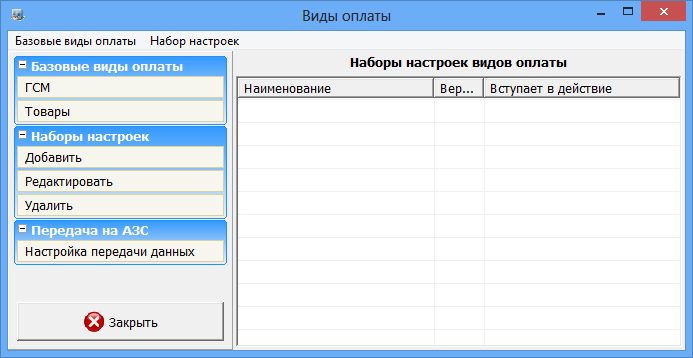 Виды оплаты
Базовые виды оплаты Набор настроек
Базовые виды оплаты
ГСМ
Товары
Наборы настроек
Добавить
Редактировать
Удалить
Передача на АЗС
Настройка передачи данных
Закрыть
Наборы настроек видов оплаты
Наименование Вер... Вступает в действие